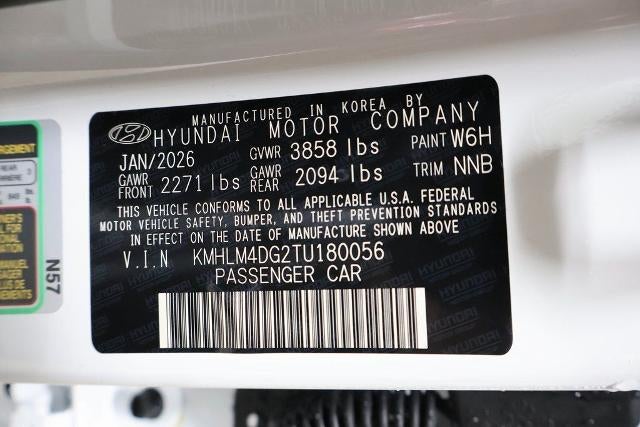 MANUFACTURED IN KOREA BY
HYUNDAI MOTOR COMPANY
JAN/2026 GVWR 3858 lbs PAINT W6H
GAWR FRONT 2271 lbs GAWR REAR 2094 lbs TRIM NNB
THIS VEHICLE CONFORMS TO ALL APPLICABLE U.S.A. FEDERAL
MOTOR VEHICLE SAFETY, BUMPER, AND THEFT PREVENTION STANDARDS
IN EFFECT ON THE DATE OF MANUFACTURE SHOWN ABOVE
V.I.N KMHLM4DG2TU180056
PASSENGER CAR
N57